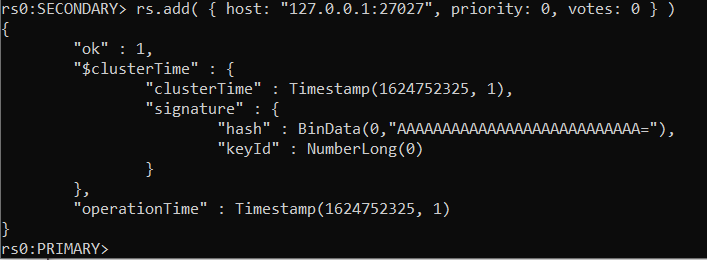 rs0:SECONDARY> rs.add( { host: "127.0.0.1:27027", priority: 0, votes: 0 } )
{
        "ok" : 1,
        "$clusterTime" : {
                "clusterTime" : Timestamp(1624752325, 1),
                "signature" : {
                        "hash" : BinData(0,"AAAAAAAAAAAAAAAAAAAAAAAAAAA="),
                        "keyId" : NumberLong(0)
                }
        },
        "operationTime" : Timestamp(1624752325, 1)
}
rs0:PRIMARY>